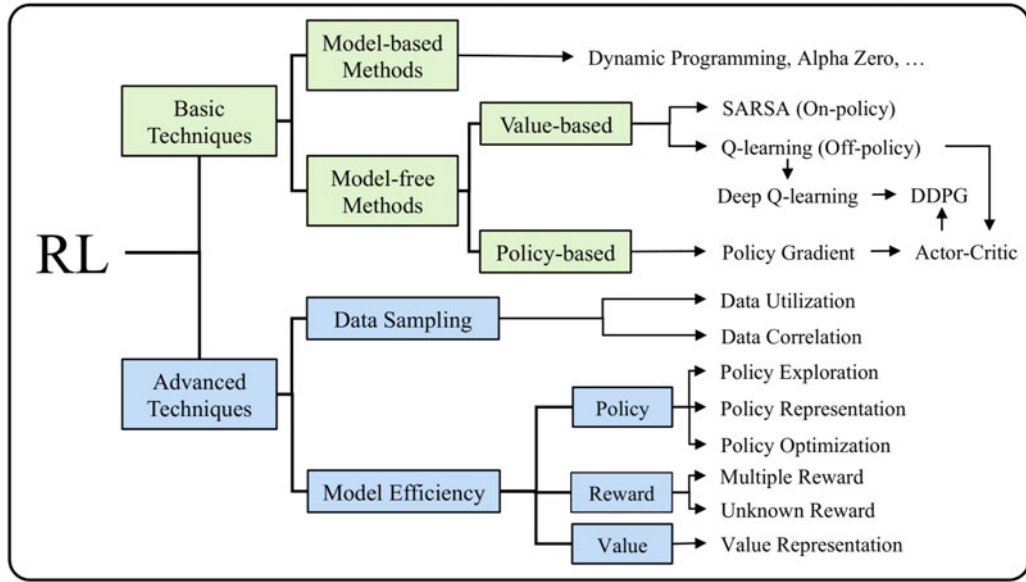 Model-based
Methods
Dynamic Programming, Alpha Zero, …
Basic
Techniques
Value-based
SARSA (On-policy)
Q-learning (Off-policy)
Model-free
Methods
Deep Q-learning
DDPG
Policy-based
Policy Gradient
Actor-Critic
RL
Data Sampling
Data Utilization
Data Correlation
Advanced
Techniques
Policy
Policy Exploration
Policy Representation
Policy Optimization
Model Efficiency
Reward
Multiple Reward
Unknown Reward
Value
Value Representation